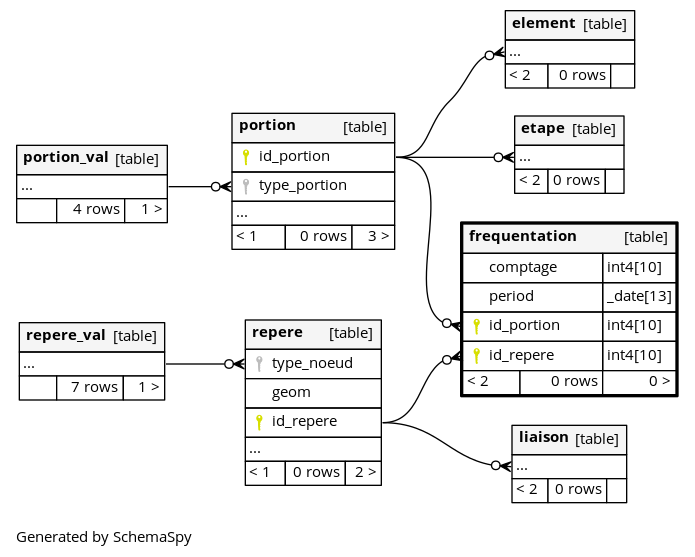 element [table]
...
< 2 0 rows
etape [table]
...
< 2 0 rows
portion [table]
id_portion
type_portion
...
< 1 0 rows 3 >
portion_val [table]
...
4 rows 1 >
frequentation [table]
comptage int4[10]
period _date[13]
id_portion int4[10]
id_repere int4[10]
< 2 0 rows 0 >
repere_val [table]
...
7 rows 1 >
repere [table]
type_noeud
geom
id_repere
...
< 1 0 rows 2 >
liaison [table]
...
< 2 0 rows
Generated by SchemaSpy